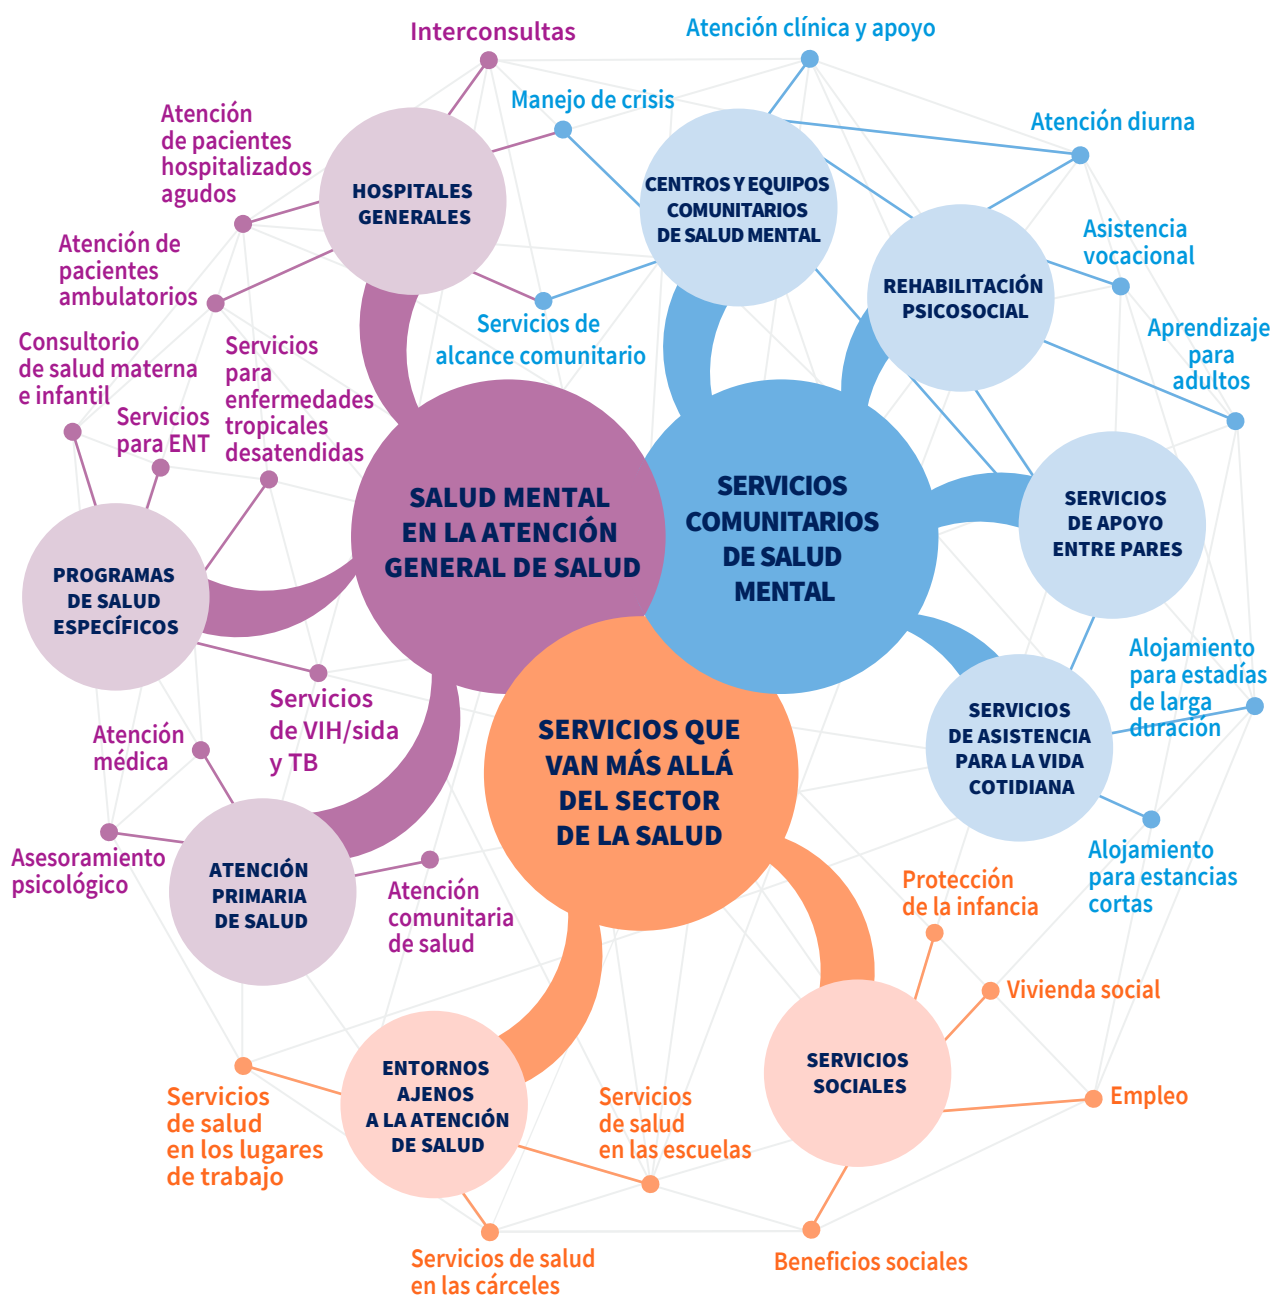 Interconsultas
Atención clínica y apoyo
Manejo de crisis
Atención
de pacientes
hospitalizados
agudos
Atención diurna
HOSPITALES
GENERALES
CENTROS Y EQUIPOS
COMUNITARIOS
DE SALUD MENTAL
Atención de
pacientes
ambulatorios
Asistencia
vocacional
REHABILITACIÓN
PSICOSOCIAL
Servicios de
alcance comunitario
Aprendizaje
para
adultos
Consultorio
de salud materna
e infantil
Servicios
para
enfermedades
tropicales
desatendidas
Servicios
para ENT
SALUD MENTAL
EN LA ATENCIÓN
GENERAL DE SALUD
SERVICIOS
COMUNITARIOS
DE SALUD
MENTAL
SERVICIOS
DE APOYO
ENTRE PARES
PROGRAMAS
DE SALUD
ESPECÍFICOS
Alojamiento
para estadías
de larga
duración
Servicios
de VIH/sida
y TB
SERVICIOS
DE ASISTENCIA
PARA LA VIDA
COTIDIANA
Atención
médica
SERVICIOS QUE
VAN MÁS ALLÁ
DEL SECTOR
DE LA SALUD
Asesoramiento
psicológico
ATENCIÓN
PRIMARIA
DE SALUD
Atención
comunitaria
de salud
Alojamiento
para estancias
cortas
Protección
de la infancia
Vivienda social
ENTORNOS
AJENOS
A LA ATENCIÓN
DE SALUD
SERVICIOS
SOCIALES
Servicios
de salud
en los lugares
de trabajo
Servicios
de salud
en las escuelas
Empleo
Servicios de salud
en las cárceles
Beneficios sociales